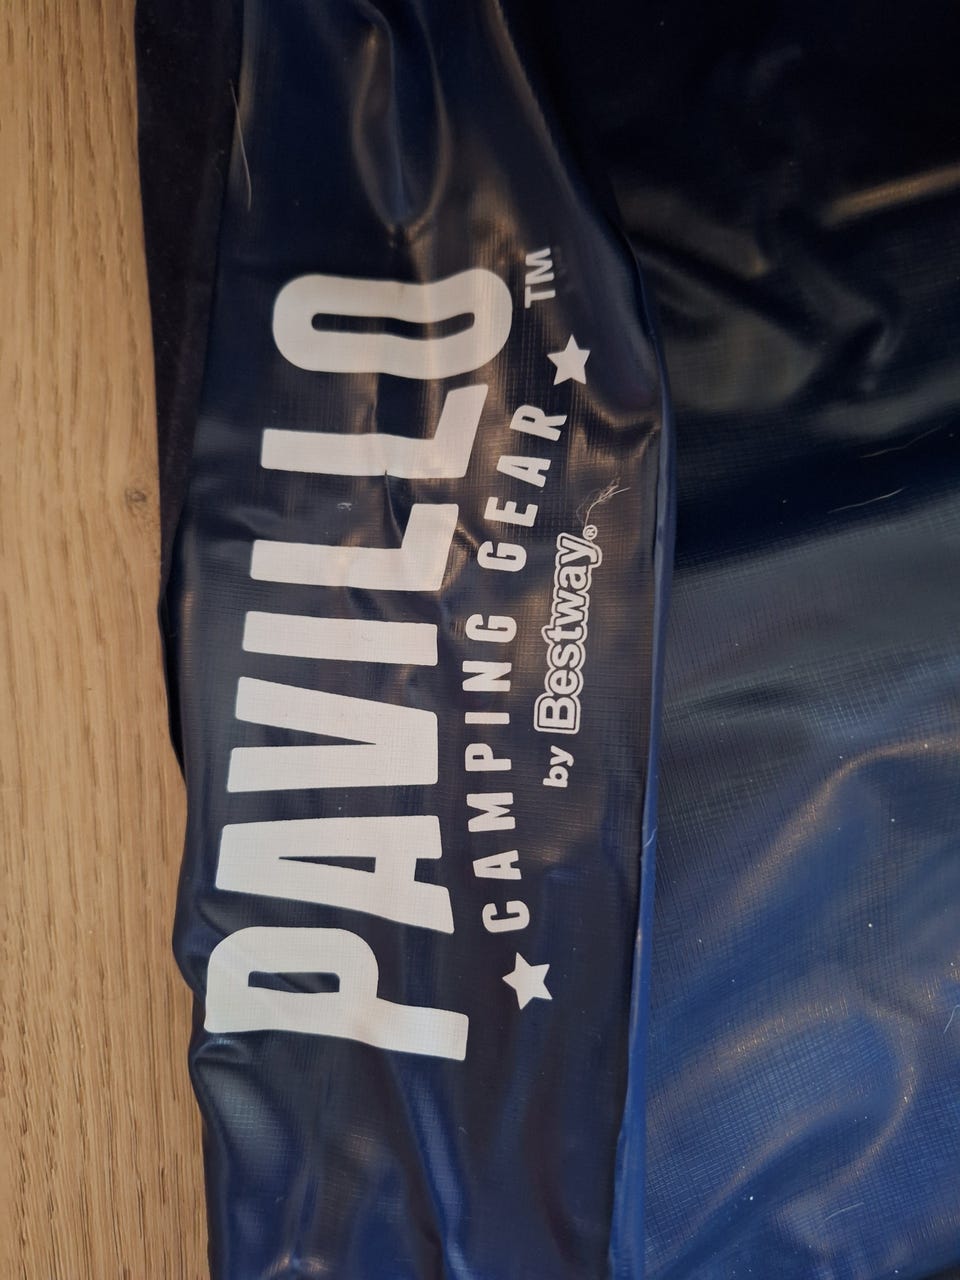 PAVILLO™
★ CAMPING GEAR ★
by Bestway®